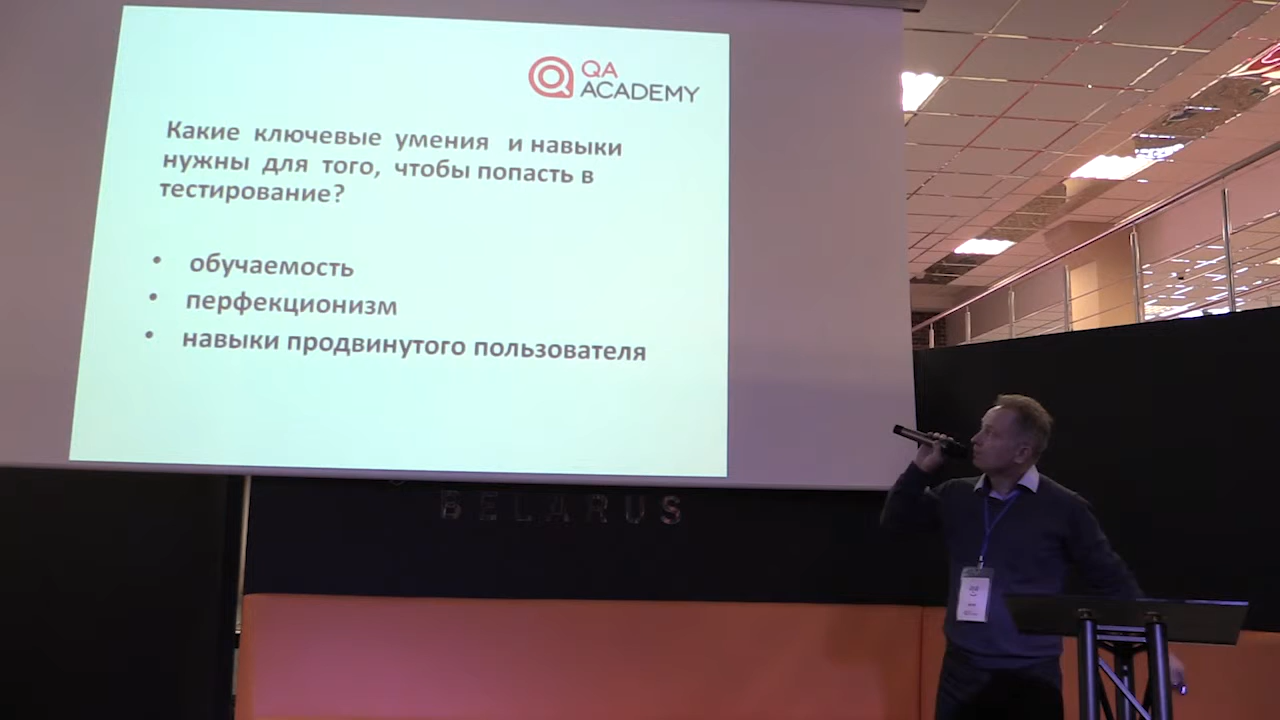 QA
ACADEMY
Какие ключевые умения и навыки
нужны для того, чтобы попасть в
тестирование?
• обучаемость
• перфекционизм
• навыки продвинутого пользователя
BELARUS